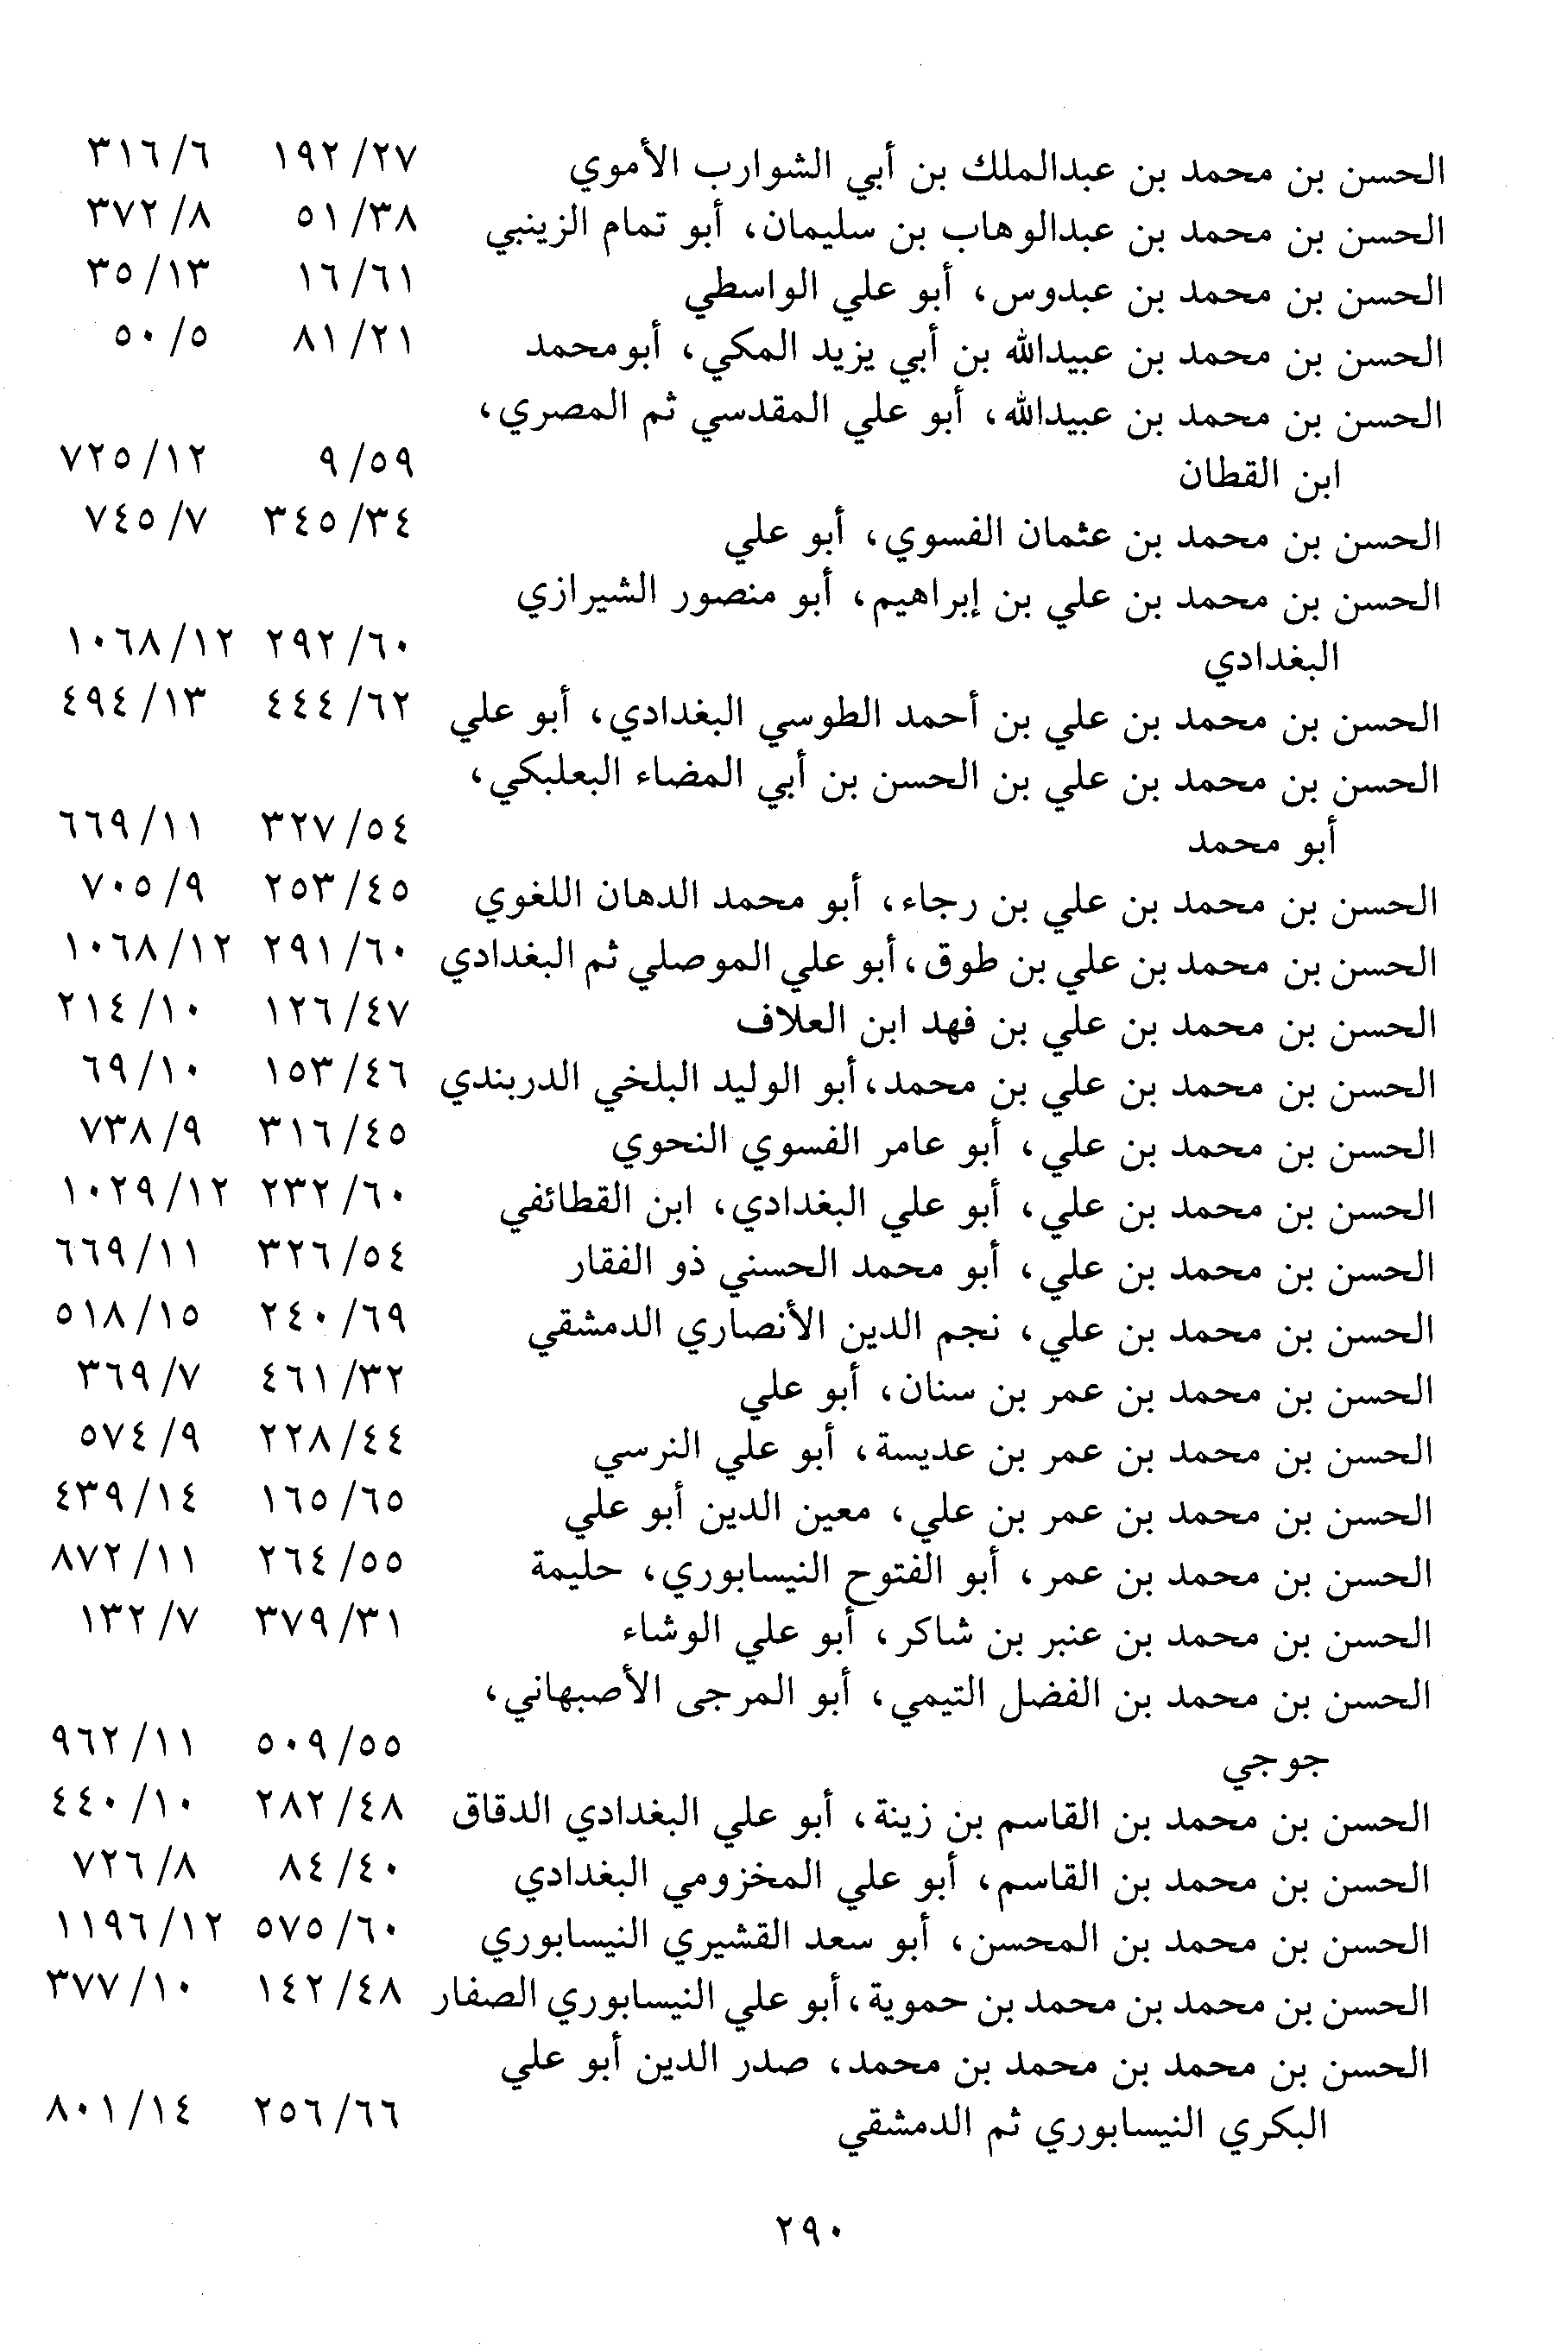 الحسن بن محمد بن عبدالملك بن أبي الشوارب الأموي ٢٧/ ١٩٢ ٦/ ٣١٦
الحسن بن محمد بن عبدالوهاب بن سليمان، أبو تمام الزينبي ٣٨/ ٥١ ٨/ ٣٧٢
الحسن بن محمد بن عبدوس، أبو علي الواسطي ٦١/ ١٦ ١٣/ ٣٥
الحسن بن محمد بن عبيدالله بن أبي يزيد المكي، أبومحمد ٢١/ ٨١ ٥/ ٥٠
الحسن بن محمد بن عبيدالله، أبو علي المقدسي ثم المصري،
ابن القطان ٥٩/ ٩ ١٢/ ٧٢٥
الحسن بن محمد بن عثمان الفسوي، أبو علي ٣٤/ ٣٤٥ ٧/ ٧٤٥
الحسن بن محمد بن علي بن إبراهيم، أبو منصور الشيرازي
البغدادي ٦٠/ ٢٩٢ ١٢/ ١٠٦٨
الحسن بن محمد بن علي بن أحمد الطوسي البغدادي، أبو علي ٦٢/ ٤٤٤ ١٣/ ٤٩٤
الحسن بن محمد بن علي بن الحسن بن أبي المضاء البعلبكي،
أبو محمد ٥٤/ ٣٢٧ ١١/ ٦٦٩
الحسن بن محمد بن علي بن رجاء، أبو محمد الدهان اللغوي ٤٥/ ٢٥٣ ٩/ ٧٠٥
الحسن بن محمد بن علي بن طوق، أبو علي الموصلي ثم البغدادي ٦٠/ ٢٩١ ١٢/ ١٠٦٨
الحسن بن محمد بن علي بن فهد ابن العلاف ٤٧/ ١٢٦ ١٠/ ٢١٤
الحسن بن محمد بن علي بن محمد، أبو الوليد البلخي الدربندي ٤٦/ ١٥٣ ١٠/ ٦٩
الحسن بن محمد بن علي، أبو عامر الفسوي النحوي ٤٥/ ٣١٦ ٩/ ٧٣٨
الحسن بن محمد بن علي، أبو علي البغدادي، ابن القطائفي ٦٠/ ٢٣٢ ١٢/ ١٠٢٩
الحسن بن محمد بن علي، أبو محمد الحسني ذو الفقار ٥٤/ ٣٢٦ ١١/ ٦٦٩
الحسن بن محمد بن علي، نجم الدين الأنصاري الدمشقي ٦٩/ ٢٤٠ ١٥/ ٥١٨
الحسن بن محمد بن عمر بن سنان، أبو علي ٣٢/ ٤٦١ ٧/ ٣٦٩
الحسن بن محمد بن عمر بن عديسة، أبو علي النرسي ٤٤/ ٢٢٨ ٩/ ٥٧٤
الحسن بن محمد بن عمر بن علي، معين الدين أبو علي ٦٥/ ١٦٥ ١٤/ ٤٣٩
الحسن بن محمد بن عمر، أبو الفتوح النيسابوري، حليمة ٥٥/ ٢٦٤ ١١/ ٨٧٢
الحسن بن محمد بن عنبر بن شاكر، أبو علي الوشاء ٣١/ ٣٧٩ ٧/ ١٣٢
الحسن بن محمد بن الفضل التيمي، أبو المرجى الأصبهاني،
جوجي ٥٥/ ٥٠٩ ١١/ ٩٦٢
الحسن بن محمد بن القاسم بن زينة، أبو علي البغدادي الدقاق ٤٨/ ٢٨٢ ١٠/ ٤٤٠
الحسن بن محمد بن القاسم، أبو علي المخزومي البغدادي ٤٠/ ٨٤ ٨/ ٧٢٦
الحسن بن محمد بن المحسن، أبو سعد القشيري النيسابوري ٦٠/ ٥٧٥ ١٢/ ١١٩٦
الحسن بن محمد بن محمد بن حموية، أبو علي النيسابوري الصفار ٤٨/ ١٤٢ ١٠/ ٣٧٧
الحسن بن محمد بن محمد بن محمد، صدر الدين أبو علي
البكري النيسابوري ثم الدمشقي ٦٦/ ٢٥٦ ١٤/ ٨٠١
٢٩٠